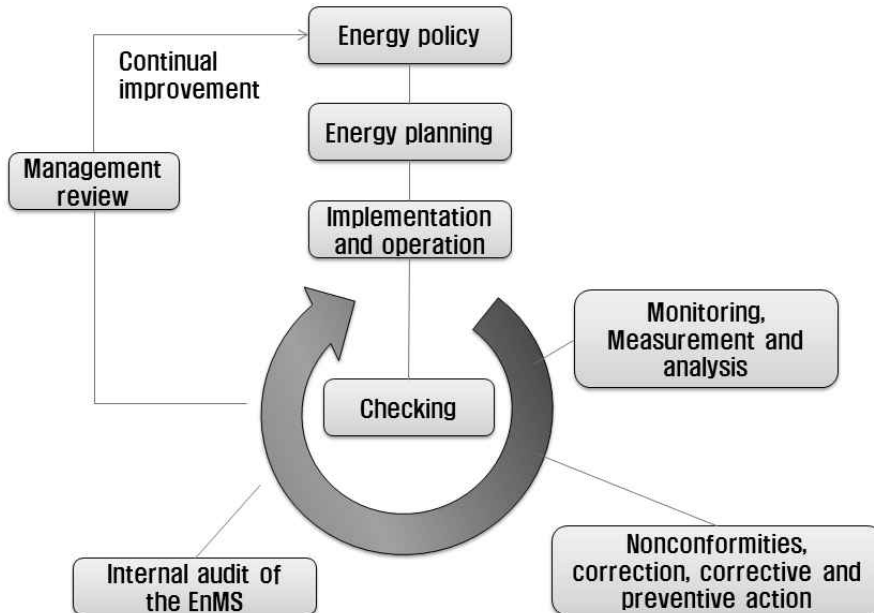 Energy policy
Continual
improvement
Energy planning
Management
review
Implementation
and operation
Monitoring,
Measurement and
analysis
Checking
Internal audit of
the EnMS
Nonconformities,
correction, corrective and
preventive action